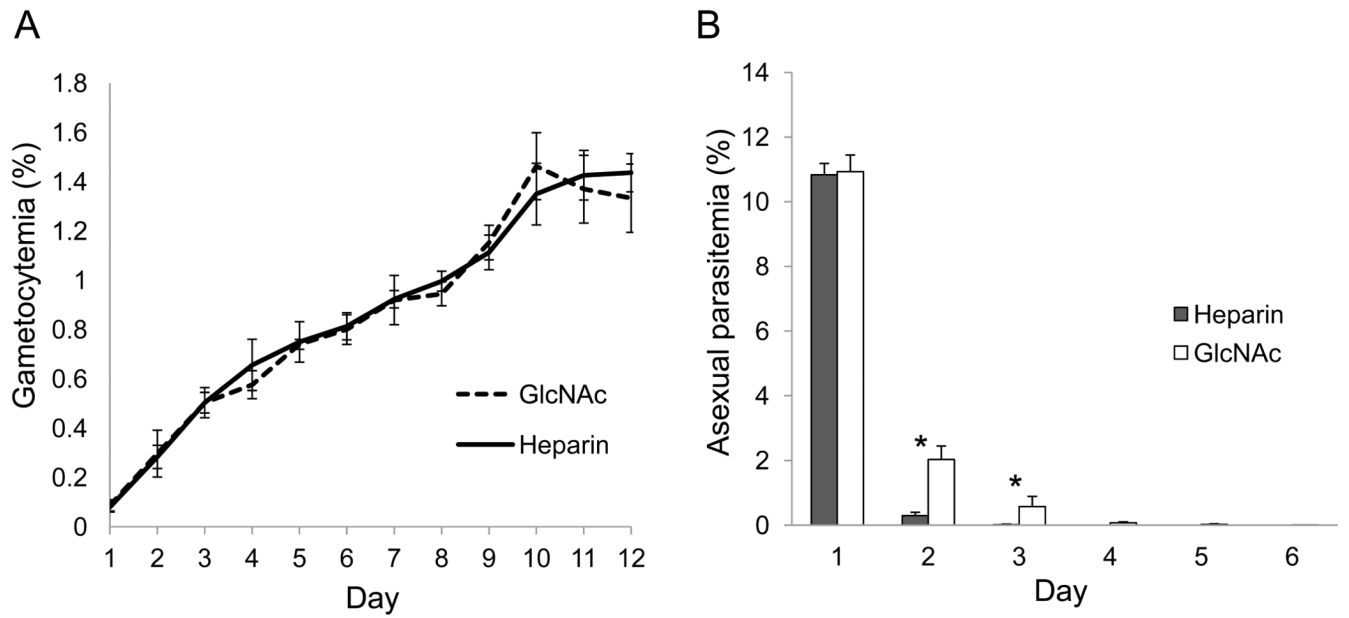 A
Gametocytemia (%)
1.8
1.6
1.4
1.2
1
0.8
0.6
0.4
0.2
0
1 2 3 4 5 6 7 8 9 10 11 12
Day
GlcNAc
Heparin
B
Asexual parasitemia (%)
14
12
10
8
6
4
2
0
* *
1 2 3 4 5 6
Day
Heparin
GlcNAc